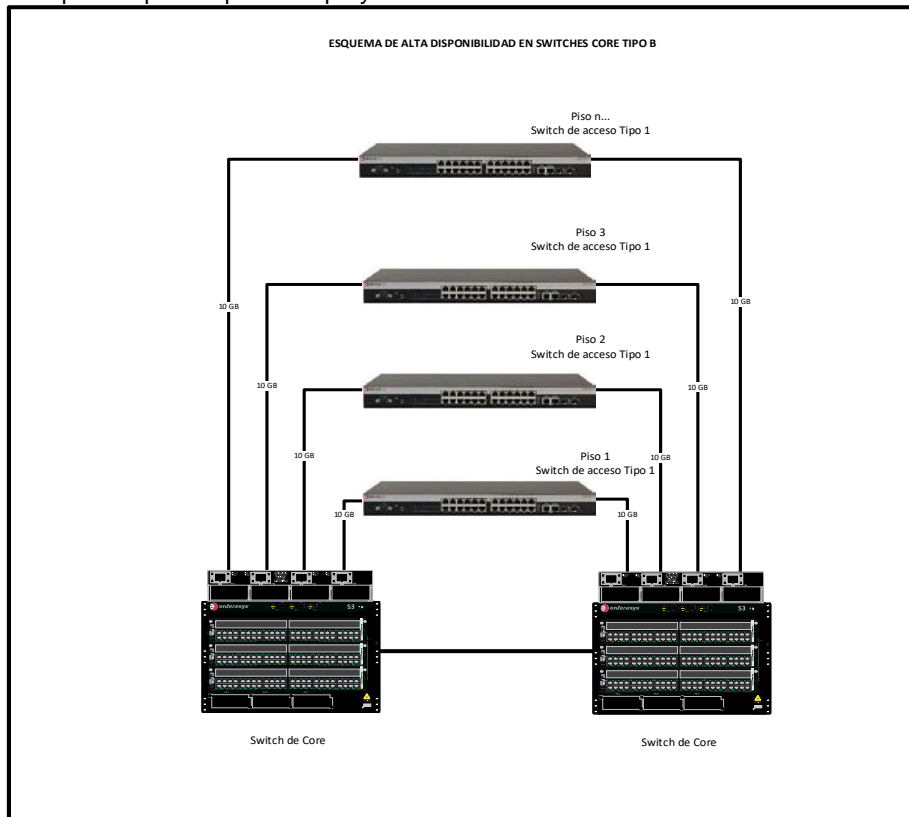 ESQUEMA DE ALTA DISPONIBILIDAD EN SWITCHES CORE TIPO B
Piso n...
Switch de acceso Tipo 1
Piso 3
Switch de acceso Tipo 1
10 GB
10 GB
Piso 2
Switch de acceso Tipo 1
10 GB
10 GB
Piso 1
Switch de acceso Tipo 1
10 GB
10 GB
10 GB
10 GB
enterasys
S3
enterasys
S3
Switch de Core
Switch de Core